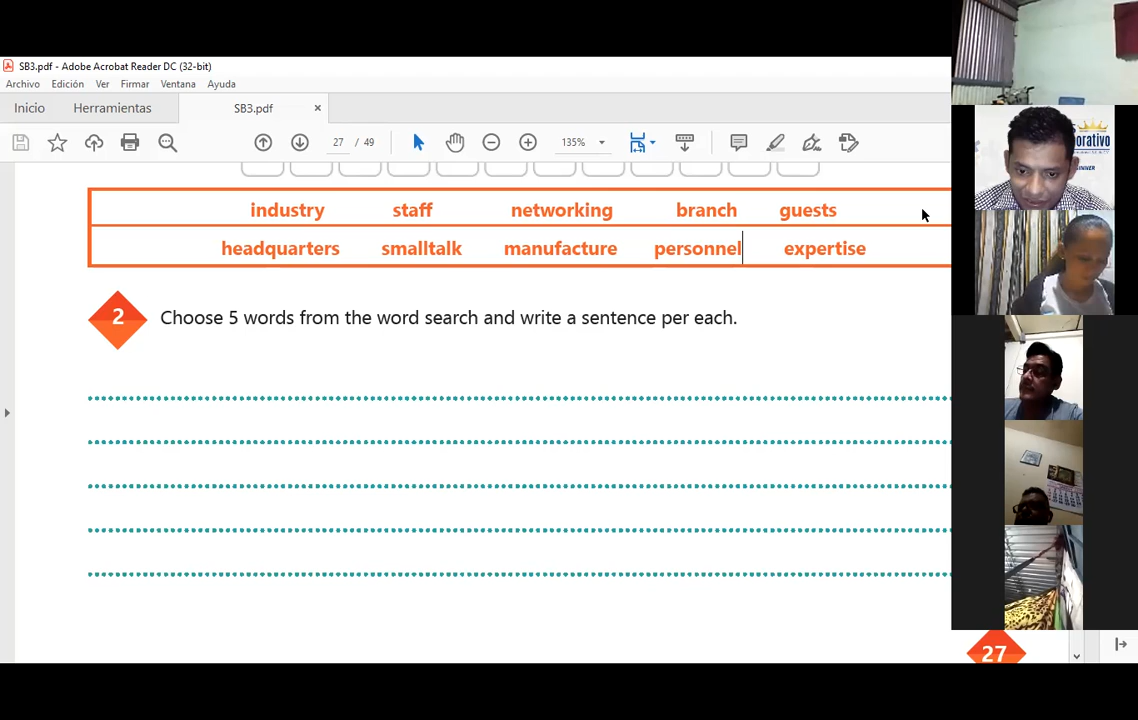 SB3.pdf - Adobe Acrobat Reader DC (32-bit)
Archivo Edición Ver Firmar Ventana Ayuda
Inicio Herramientas SB3.pdf ×
27 / 49 135%
industry staff networking branch guests
headquarters smalltalk manufacture personnel expertise
2 Choose 5 words from the word search and write a sentence per each.
27